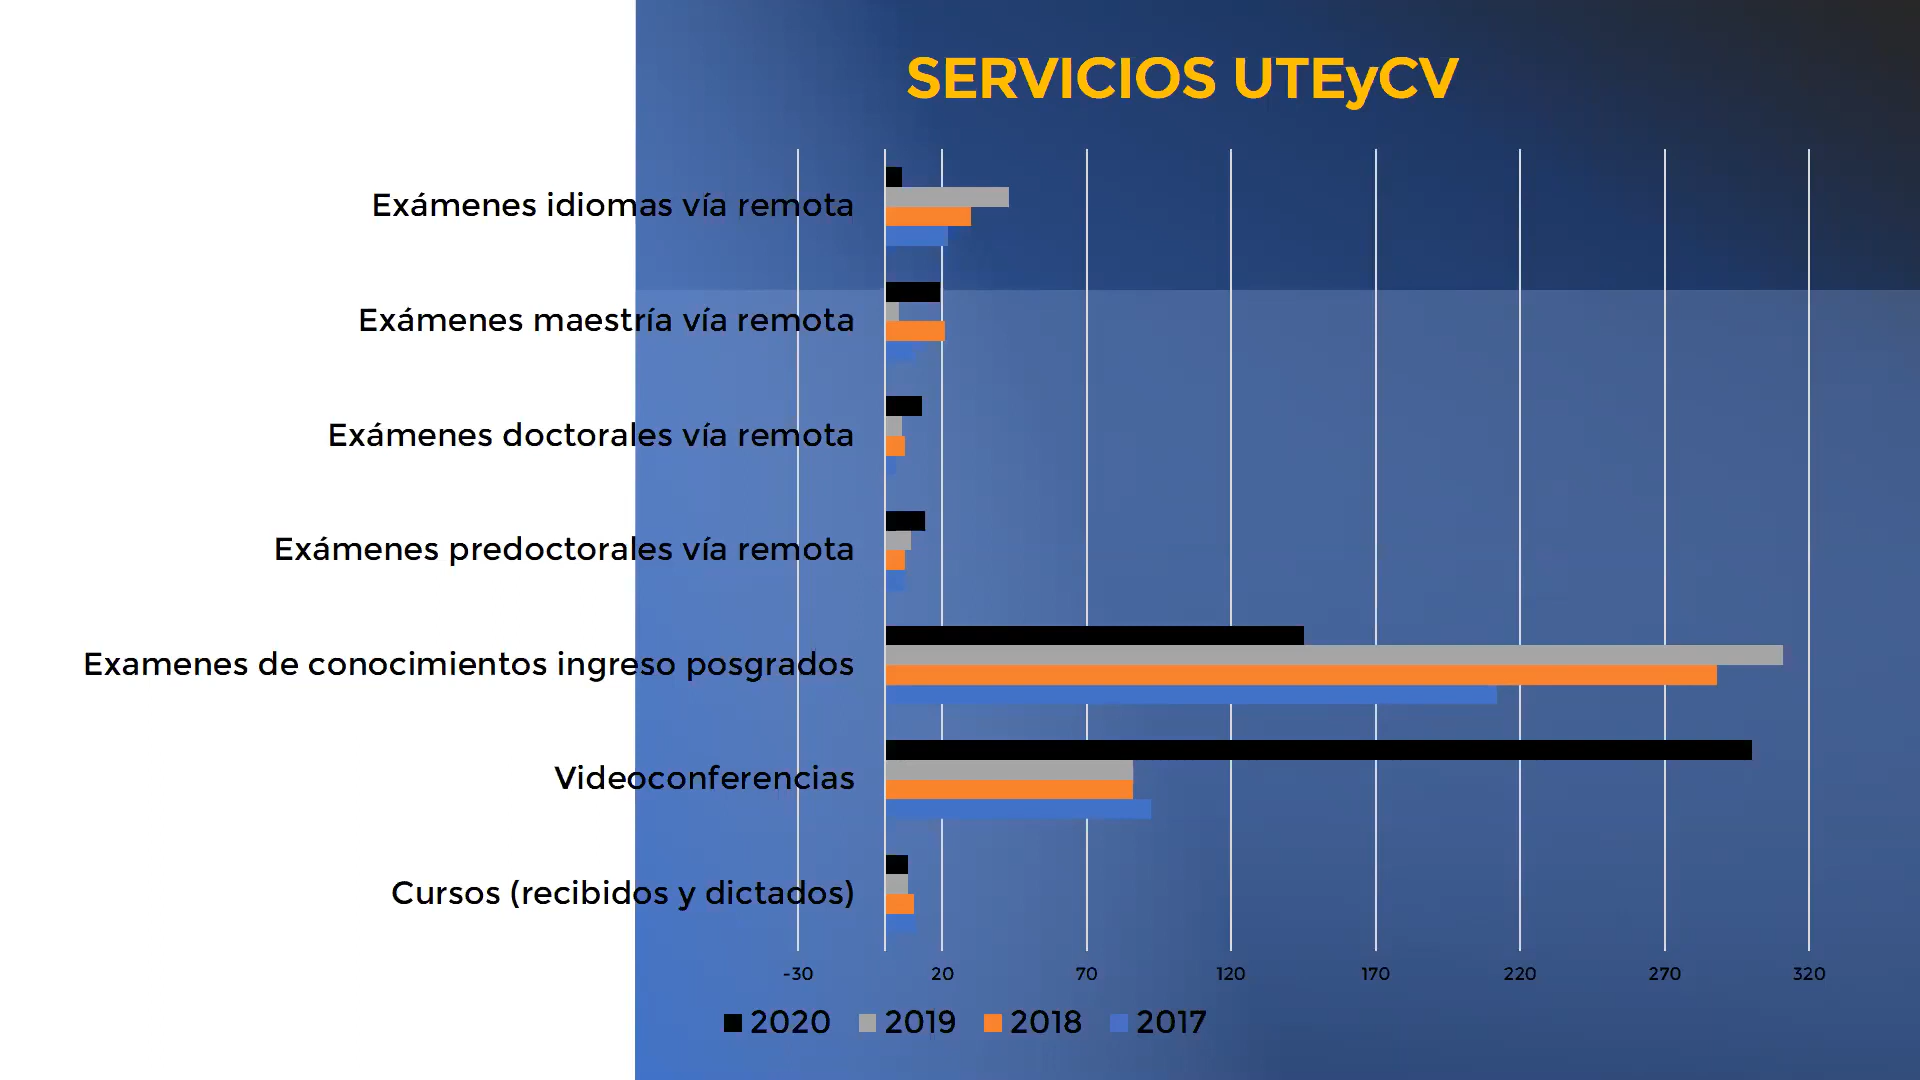 SERVICIOS UTEyCV
Exámenes idiomas vía remota
Exámenes maestría vía remota
Exámenes doctorales vía remota
Exámenes predoctorales vía remota
Examenes de conocimientos ingreso posgrados
Videoconferencias
Cursos (recibidos y dictados)
-30 20 70 120 170 220 270 320
2020 2019 2018 2017